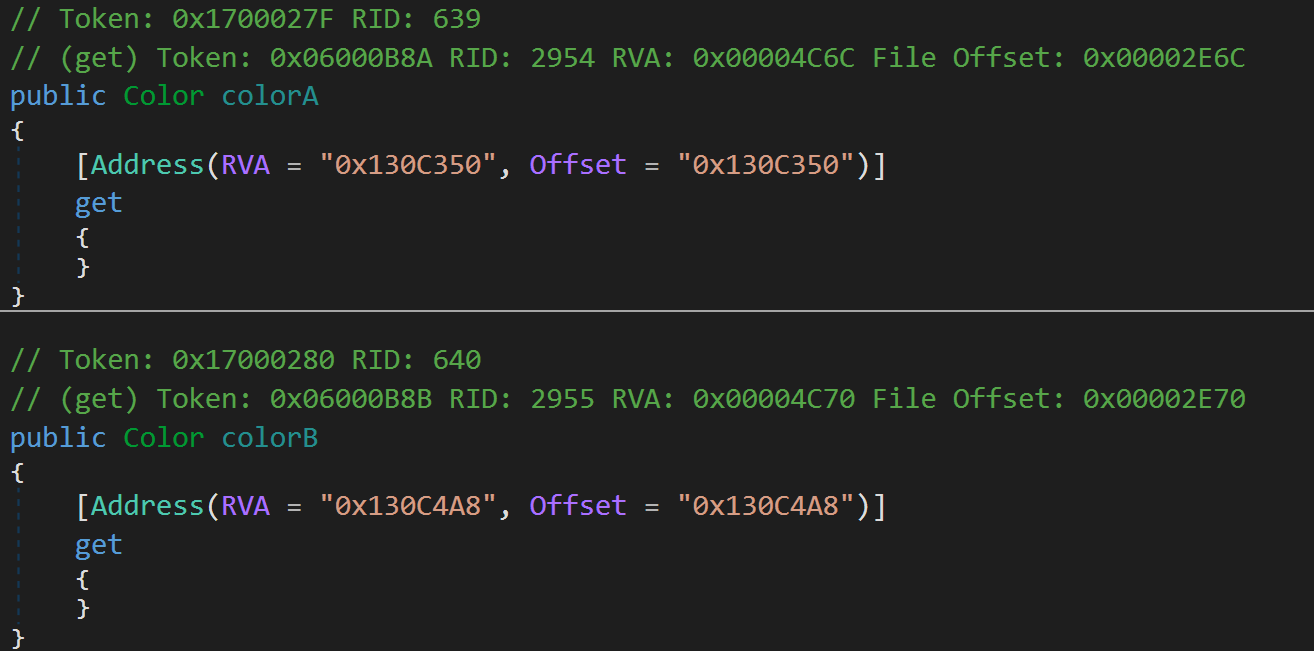 // Token: 0x1700027F RID: 639
// (get) Token: 0x06000B8A RID: 2954 RVA: 0x00004C6C File Offset: 0x00002E6C
public Color colorA
{
    [Address(RVA = "0x130C350", Offset = "0x130C350")]
    get
    {
    }
}
// Token: 0x17000280 RID: 640
// (get) Token: 0x06000B8B RID: 2955 RVA: 0x00004C70 File Offset: 0x00002E70
public Color colorB
{
    [Address(RVA = "0x130C4A8", Offset = "0x130C4A8")]
    get
    {
    }
}